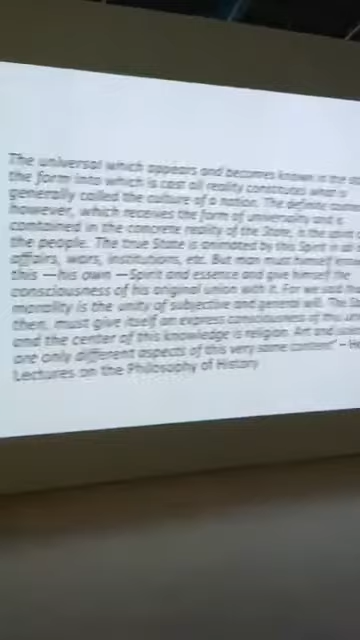 The universal which appears and becomes known in the
the form into which is cast all reality constitutes what is
generally called the culture of a nation. The definite
however, which receives the form of universality and is
contained in the concrete reality of the State, is the
the people. The true State is animated by this Spirit in all
affairs, wars, institutions, etc. But man must himself
this —his own —Spirit and essence and give himself the
consciousness of his original union with it. For we said that
morality is the unity of subjective and general will. The
then, must give itself an express consciousness of this
and the center of this knowledge is religion. Art and
are only different aspects of this very same content" –
Lectures on the Philosophy of History